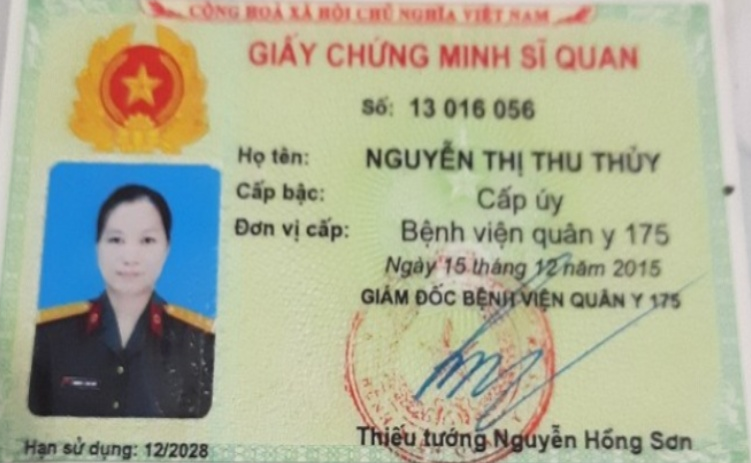 CỘNG HOÀ XÃ HỘI CHỦ NGHĨA VIỆT NAM
GIẤY CHỨNG MINH SĨ QUAN
Số: 13 016 056
Họ tên: NGUYỄN THỊ THU THỦY
Cấp bậc: Cấp úy
Đơn vị cấp: Bệnh viện quân y 175
Ngày 15 tháng 12 năm 2015
GIÁM ĐỐC BỆNH VIỆN QUÂN Y 175
Thiếu tướng Nguyễn Hồng Sơn
Hạn sử dụng: 12/2028